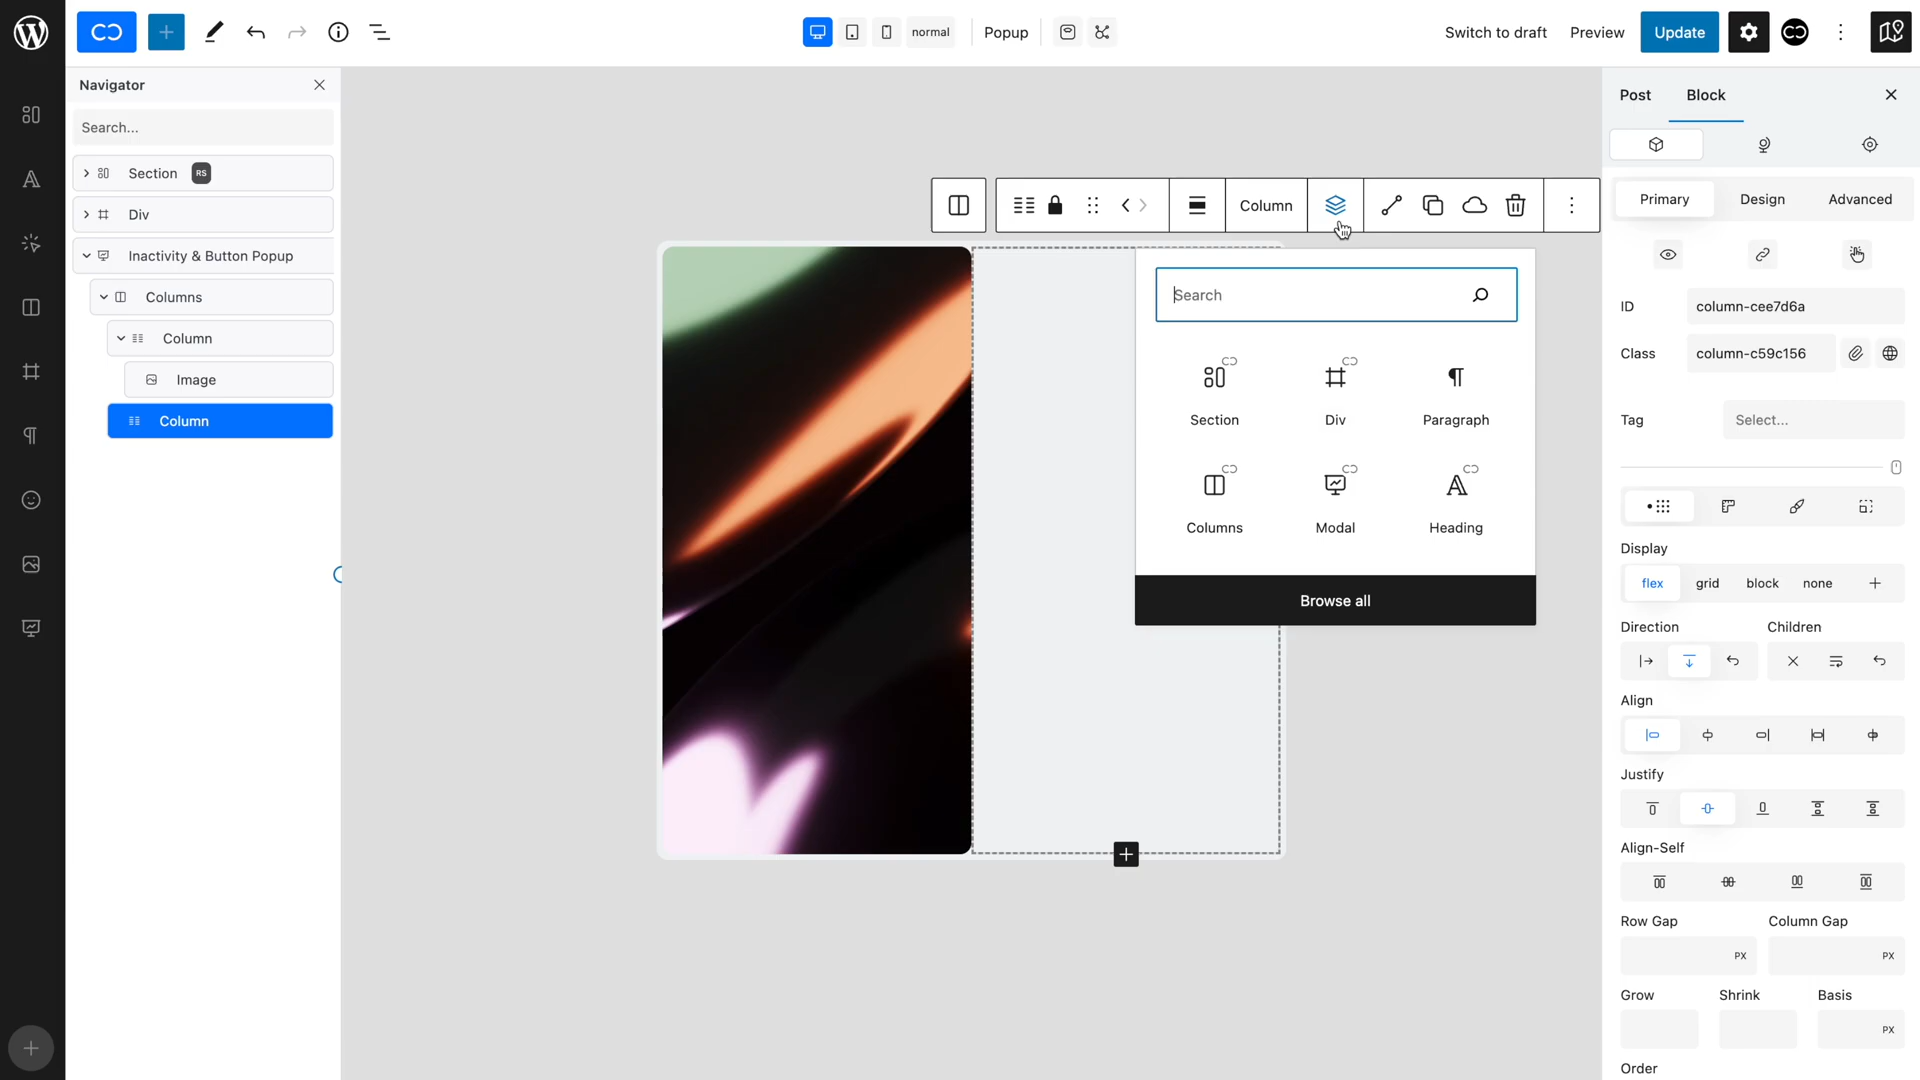 normal
Popup
Switch to draft
Preview
Update
Navigator
Search...
Section RS
Div
Inactivity & Button Popup
Columns
Column
Image
Column
Column
Search
Section
Div
Paragraph
Columns
Modal
Heading
Browse all
Post
Block
Primary
Design
Advanced
ID
column-cee7d6a
Class
column-c59c156
Tag
Select...
Display
flex
grid
block
none
Direction
Children
Align
Justify
Align-Self
Row Gap
Column Gap
PX
PX
Grow
Shrink
Basis
PX
Order